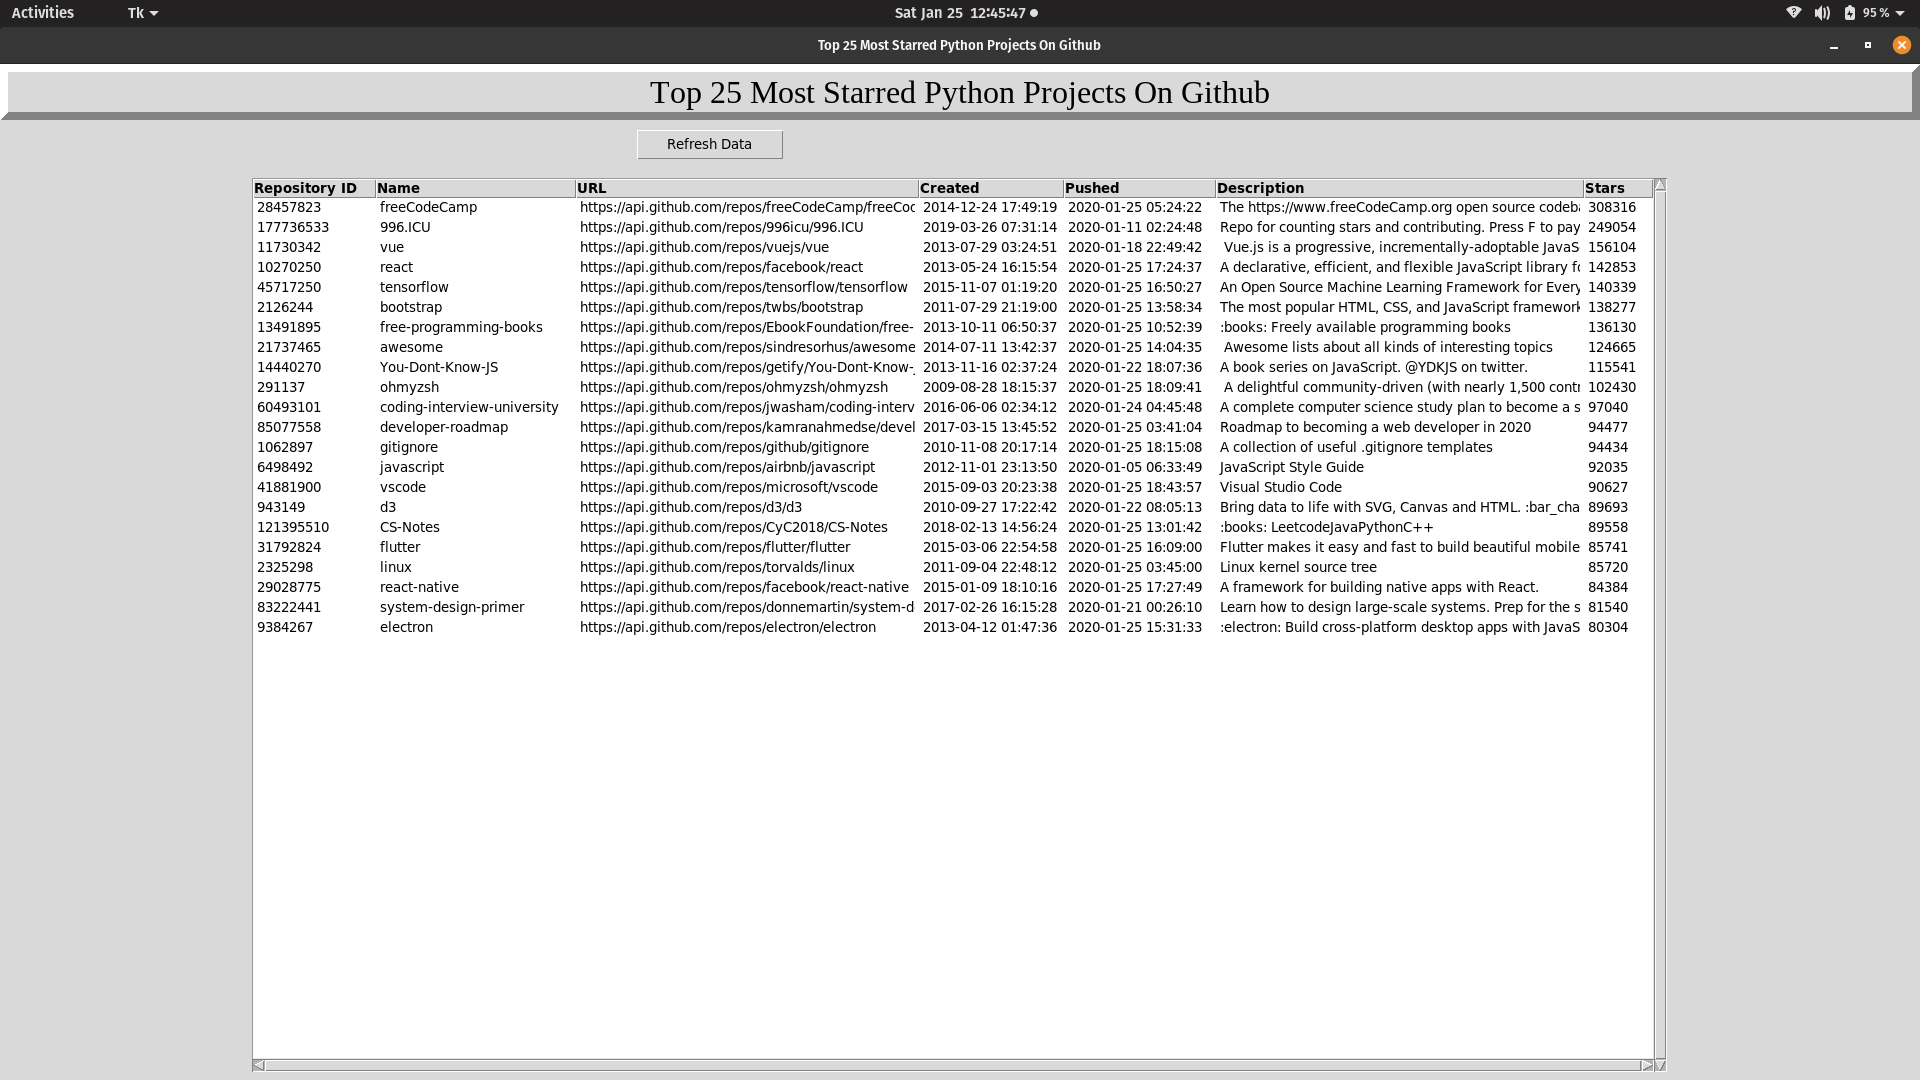 Activities Tk Sat Jan 25 12:45:47 95 %
Top 25 Most Starred Python Projects On Github
Top 25 Most Starred Python Projects On Github
Refresh Data
Repository ID Name URL Created Pushed Description Stars
28457823 freeCodeCamp https://api.github.com/repos/freeCodeCamp/freeCoc 2014-12-24 17:49:19 2020-01-25 05:24:22 The https://www.freeCodeCamp.org open source codeb 308316
177736533 996.ICU https://api.github.com/repos/996icu/996.ICU 2019-03-26 07:31:14 2020-01-11 02:24:48 Repo for counting stars and contributing. Press F to pay 249054
11730342 vue https://api.github.com/repos/vuejs/vue 2013-07-29 03:24:51 2020-01-18 22:49:42 Vue.js is a progressive, incrementally-adoptable JavaS 156104
10270250 react https://api.github.com/repos/facebook/react 2013-05-24 16:15:54 2020-01-25 17:24:37 A declarative, efficient, and flexible JavaScript library fo 142853
45717250 tensorflow https://api.github.com/repos/tensorflow/tensorflow 2015-11-07 01:19:20 2020-01-25 16:50:27 An Open Source Machine Learning Framework for Every 140339
2126244 bootstrap https://api.github.com/repos/twbs/bootstrap 2011-07-29 21:19:00 2020-01-25 13:58:34 The most popular HTML, CSS, and JavaScript framework 138277
13491895 free-programming-books https://api.github.com/repos/EbookFoundation/free- 2013-10-11 06:50:37 2020-01-25 10:52:39 :books: Freely available programming books 136130
21737465 awesome https://api.github.com/repos/sindresorhus/awesome 2014-07-11 13:42:37 2020-01-25 14:04:35 Awesome lists about all kinds of interesting topics 124665
14440270 You-Dont-Know-JS https://api.github.com/repos/getify/You-Dont-Know- 2013-11-16 02:37:24 2020-01-22 18:07:36 A book series on JavaScript. @YDKJS on twitter. 115541
291137 ohmyzsh https://api.github.com/repos/ohmyzsh/ohmyzsh 2009-08-28 18:15:37 2020-01-25 18:09:41 A delightful community-driven (with nearly 1,500 contr 102430
60493101 coding-interview-university https://api.github.com/repos/jwasham/coding-interv 2016-06-06 02:34:12 2020-01-24 04:45:48 A complete computer science study plan to become a s 97040
85077558 developer-roadmap https://api.github.com/repos/kamranahmedse/devel 2017-03-15 13:45:52 2020-01-25 03:41:04 Roadmap to becoming a web developer in 2020 94477
1062897 gitignore https://api.github.com/repos/github/gitignore 2010-11-08 20:17:14 2020-01-25 18:15:08 A collection of useful .gitignore templates 94434
6498492 javascript https://api.github.com/repos/airbnb/javascript 2012-11-01 23:13:50 2020-01-05 06:33:49 JavaScript Style Guide 92035
41881900 vscode https://api.github.com/repos/microsoft/vscode 2015-09-03 20:23:38 2020-01-25 18:43:57 Visual Studio Code 90627
943149 d3 https://api.github.com/repos/d3/d3 2010-09-27 17:22:42 2020-01-22 08:05:13 Bring data to life with SVG, Canvas and HTML. :bar_cha 89693
121395510 CS-Notes https://api.github.com/repos/CyC2018/CS-Notes 2018-02-13 14:56:24 2020-01-25 13:01:42 :books: LeetcodeJavaPythonC++ 89558
31792824 flutter https://api.github.com/repos/flutter/flutter 2015-03-06 22:54:58 2020-01-25 16:09:00 Flutter makes it easy and fast to build beautiful mobile 85741
2325298 linux https://api.github.com/repos/torvalds/linux 2011-09-04 22:48:12 2020-01-25 03:45:00 Linux kernel source tree 85720
29028775 react-native https://api.github.com/repos/facebook/react-native 2015-01-09 18:10:16 2020-01-25 17:27:49 A framework for building native apps with React. 84384
83222441 system-design-primer https://api.github.com/repos/donnemartin/system-d 2017-02-26 16:15:28 2020-01-21 00:26:10 Learn how to design large-scale systems. Prep for the s 81540
9384267 electron https://api.github.com/repos/electron/electron 2013-04-12 01:47:36 2020-01-25 15:31:33 :electron: Build cross-platform desktop apps with JavaS 80304